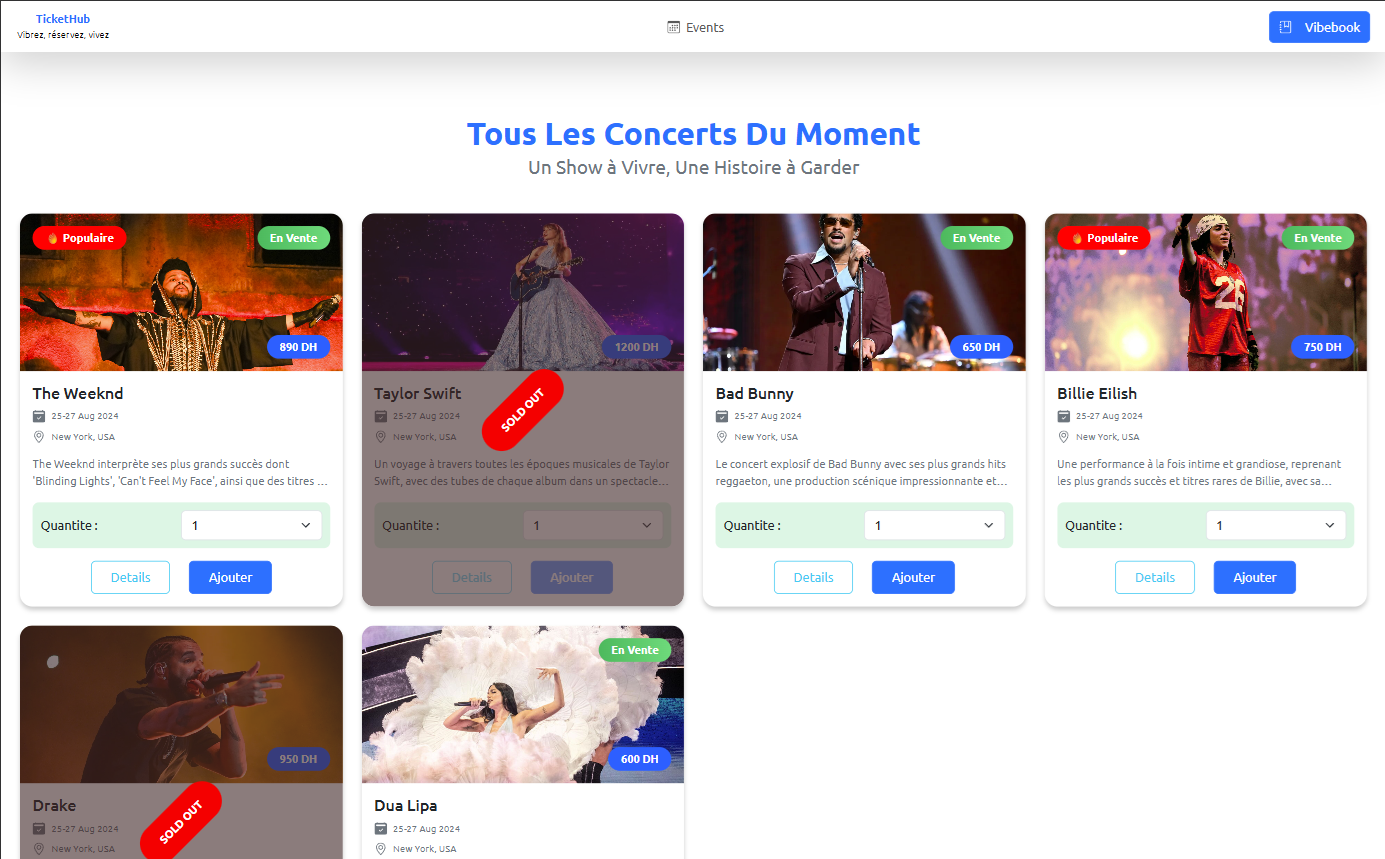 TicketHub
Vibrez, réservez, vivez
Events
Vibebook
Tous Les Concerts Du Moment
Un Show à Vivre, Une Histoire à Garder
Populaire
En Vente
890 DH
The Weeknd
25-27 Aug 2024
New York, USA
The Weeknd interprète ses plus grands succès dont
'Blinding Lights', 'Can't Feel My Face', ainsi que des titres ...
Quantite :
1
Details
Ajouter
1200 DH
SOLD OUT
Taylor Swift
25-27 Aug 2024
New York, USA
Un voyage à travers toutes les époques musicales de Taylor
Swift, avec des tubes de chaque album dans un spectacle...
Quantite :
1
Details
Ajouter
En Vente
650 DH
Bad Bunny
25-27 Aug 2024
New York, USA
Le concert explosif de Bad Bunny avec ses plus grands hits
reggaeton, une production scénique impressionnante et...
Quantite :
1
Details
Ajouter
Populaire
En Vente
26
750 DH
Billie Eilish
25-27 Aug 2024
New York, USA
Une performance à la fois intime et grandiose, reprenant
les plus grands succès et titres rares de Billie, avec sa...
Quantite :
1
Details
Ajouter
950 DH
SOLD OUT
Drake
25-27 Aug 2024
New York, USA
En Vente
600 DH
Dua Lipa
25-27 Aug 2024
New York, USA